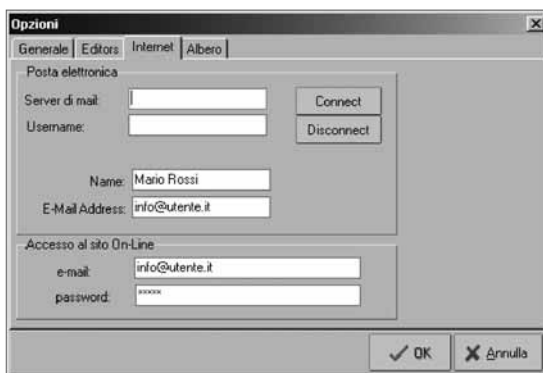 Opzioni
Generale Editors Internet Albero
Posta elettronica
Server di mail: Connect
Username: Disconnect
Name: Mario Rossi
E-Mail Address: info@utente.it
Accesso al sito On-Line
e-mail: info@utente.it
password: *****
OK Annulla